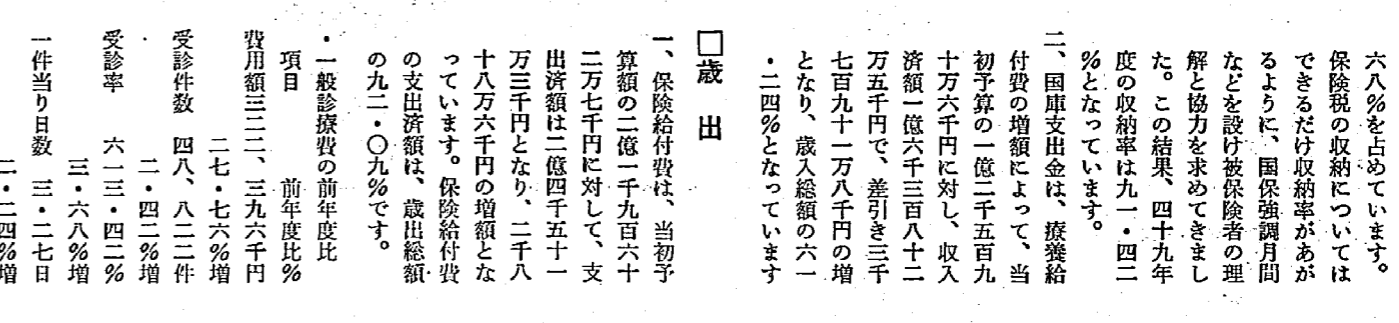 六八％を占めています。
保険税の収納については
できるだけ収納率があが
るように、国保強調月間
などを設け被保険者の理
解と協力を求めてきまし
た。この結果、四十九年
度の収納率は九一・四二
％となっています。
二、国庫支出金は、療養給
付費の増額によって、当
初予算の一億二千五百九
十万六千円に対し、収入
済額一億六千三百八十二
万五千円で、差引き三千
七百九十一万八千円の増
となり、歳入総額の六一
・二四％となっています
□歳出
一、保険給付費は、当初予
算額の二億一千九百六十
二万七千円に対して、支
出済額は二億四千五十一
万三千円となり、二千八
十八万六千円の増額とな
っています。保険給付費
の支出済額は、歳出総額
の九二・〇九％です。
・一般診療費の前年度比
項目 前年度比％
費用額三二二、三九六千円
二七・七六％増
受診件数 四八、八二二件
二・四二％増
受診率 六一三・四二％
三・六八％増
一件当り日数 三・二七日
二・二四％増